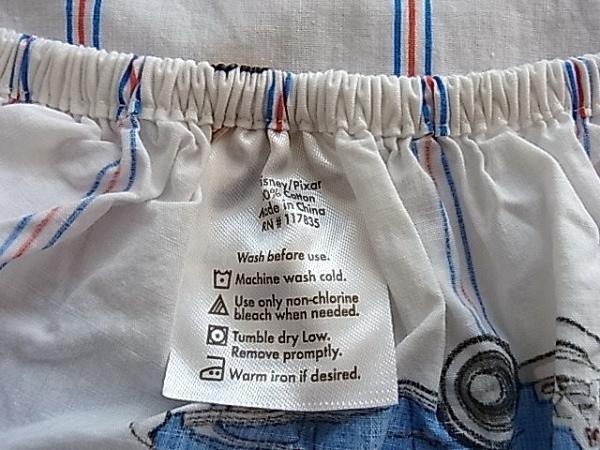 isney/Pixar
0% Cotton
Made in China
RN # 117835
Wash before use.
Machine wash cold.
Use only non-chlorine
bleach when needed.
Tumble dry Low.
Remove promptly.
Warm iron if desired.